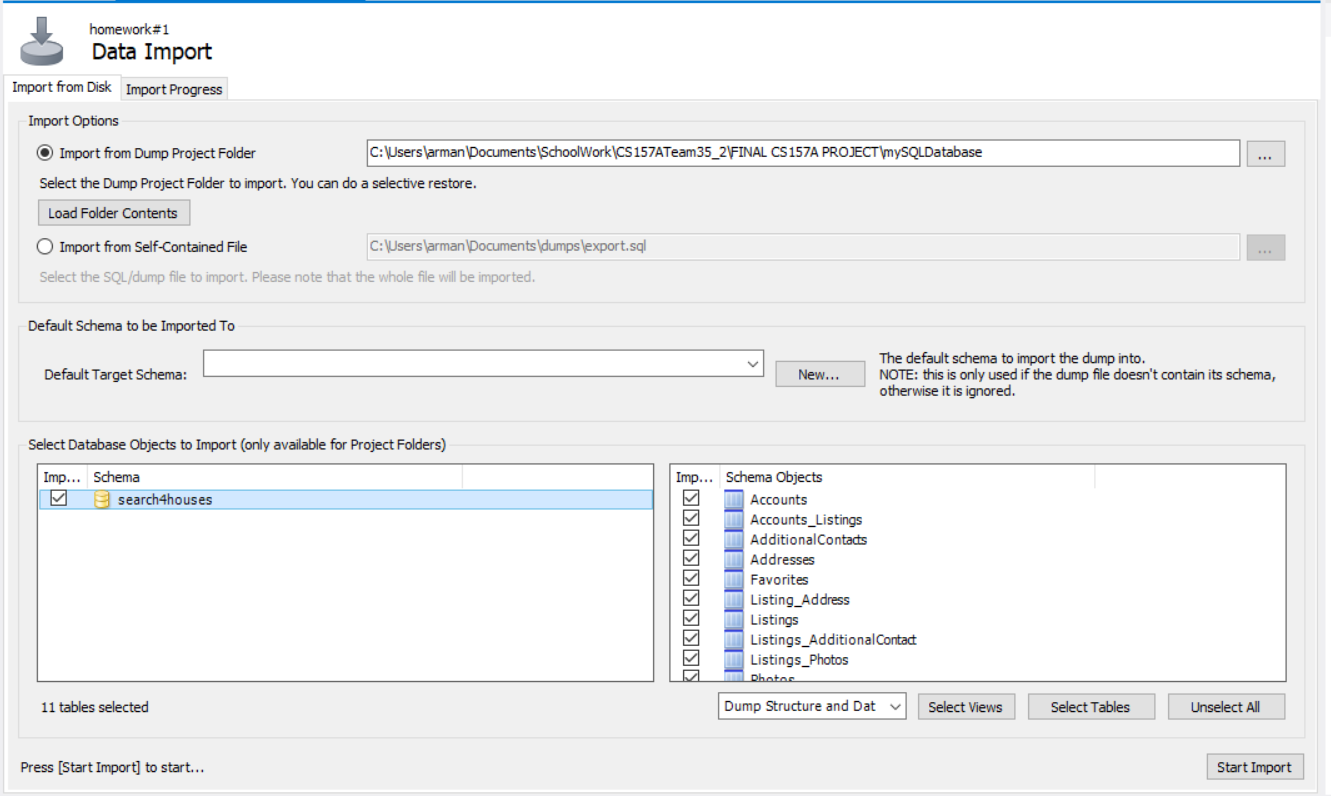 homework#1
Data Import
Import from Disk
Import Progress
Import Options
Import from Dump Project Folder
C:\Users\arman\Documents\SchoolWork\CS157ATeam35_2\FINAL CS157A PROJECT\mySQLDatabase
...
Select the Dump Project Folder to import. You can do a selective restore.
Load Folder Contents
Import from Self-Contained File
C:\Users\arman\Documents\dumps\export.sql
...
Select the SQL/dump file to import. Please note that the whole file will be imported.
Default Schema to be Imported To
Default Target Schema:
New...
The default schema to import the dump into.
NOTE: this is only used if the dump file doesn't contain its schema,
otherwise it is ignored.
Select Database Objects to Import (only available for Project Folders)
Imp... Schema
search4houses
Imp... Schema Objects
Accounts
Accounts_Listings
AdditionalContacts
Addresses
Favorites
Listing_Address
Listings
Listings_AdditionalContact
Listings_Photos
Photos
11 tables selected
Dump Structure and Dat
Select Views
Select Tables
Unselect All
Press [Start Import] to start...
Start Import